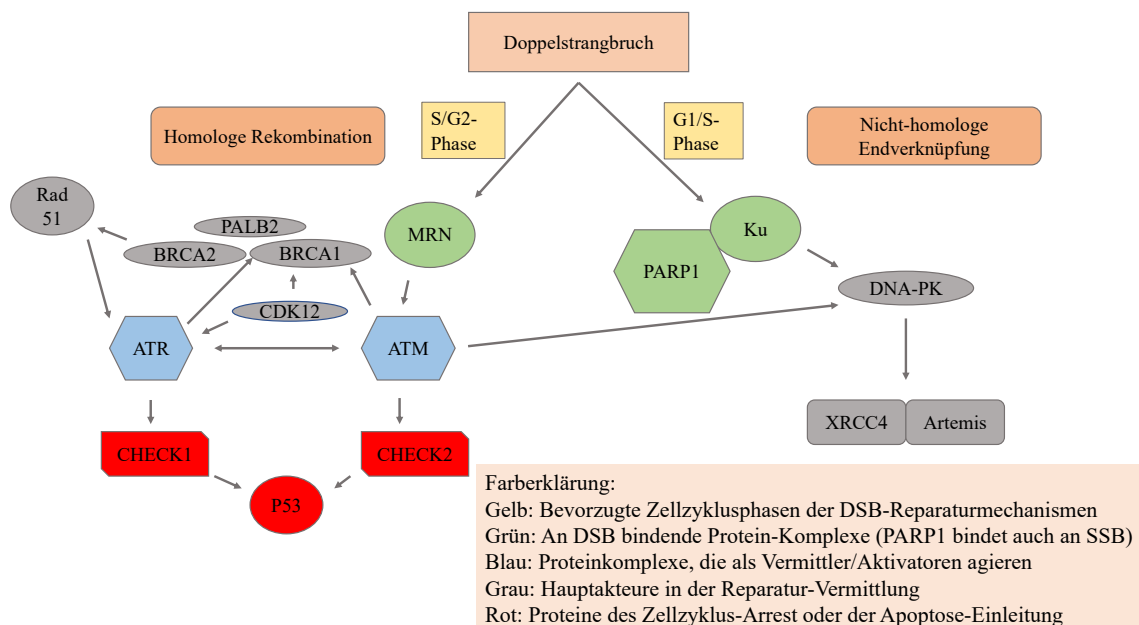 Doppelstrangbruch
Homologe Rekombination
S/G2-
Phase
G1/S-
Phase
Nicht-homologe
Endverknüpfung
Rad
51
PALB2
BRCA2
BRCA1
MRN
Ku
PARP1
DNA-PK
CDK12
ATR
ATM
XRCC4
Artemis
CHECK1
CHECK2
P53
Farberklärung:
Gelb: Bevorzugte Zellzyklusphasen der DSB-Reparaturmechanismen
Grün: An DSB bindende Protein-Komplexe (PARP1 bindet auch an SSB)
Blau: Proteinkomplexe, die als Vermittler/Aktivatoren agieren
Grau: Hauptakteure in der Reparatur-Vermittlung
Rot: Proteine des Zellzyklus-Arrest oder der Apoptose-Einleitung